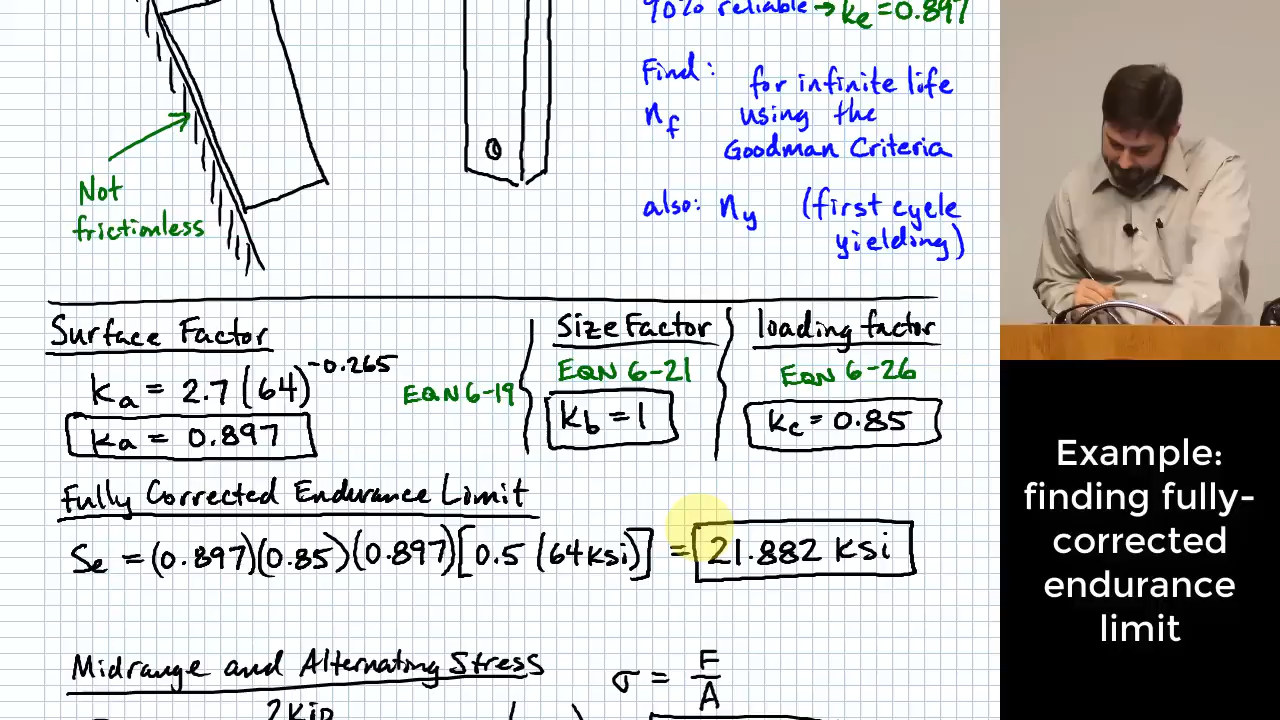 90% reliable → ke = 0.897
Find: for infinite life
nf using the
Goodman Criteria
also: ny (first cycle
yielding)
Not
frictionless
Surface Factor
ka = 2.7 (64)^-0.265 EQN 6-19
ka = 0.897
Size Factor
EQN 6-21
kb = 1
loading factor
EQN 6-26
kc = 0.85
Fully Corrected Endurance Limit
Se = (0.897)(0.85)(0.897)[0.5 (64ksi)] = 21.882 ksi
Midrange and Alternating Stress σ = F/A
2 kip
Example:
finding fully-
corrected
endurance
limit